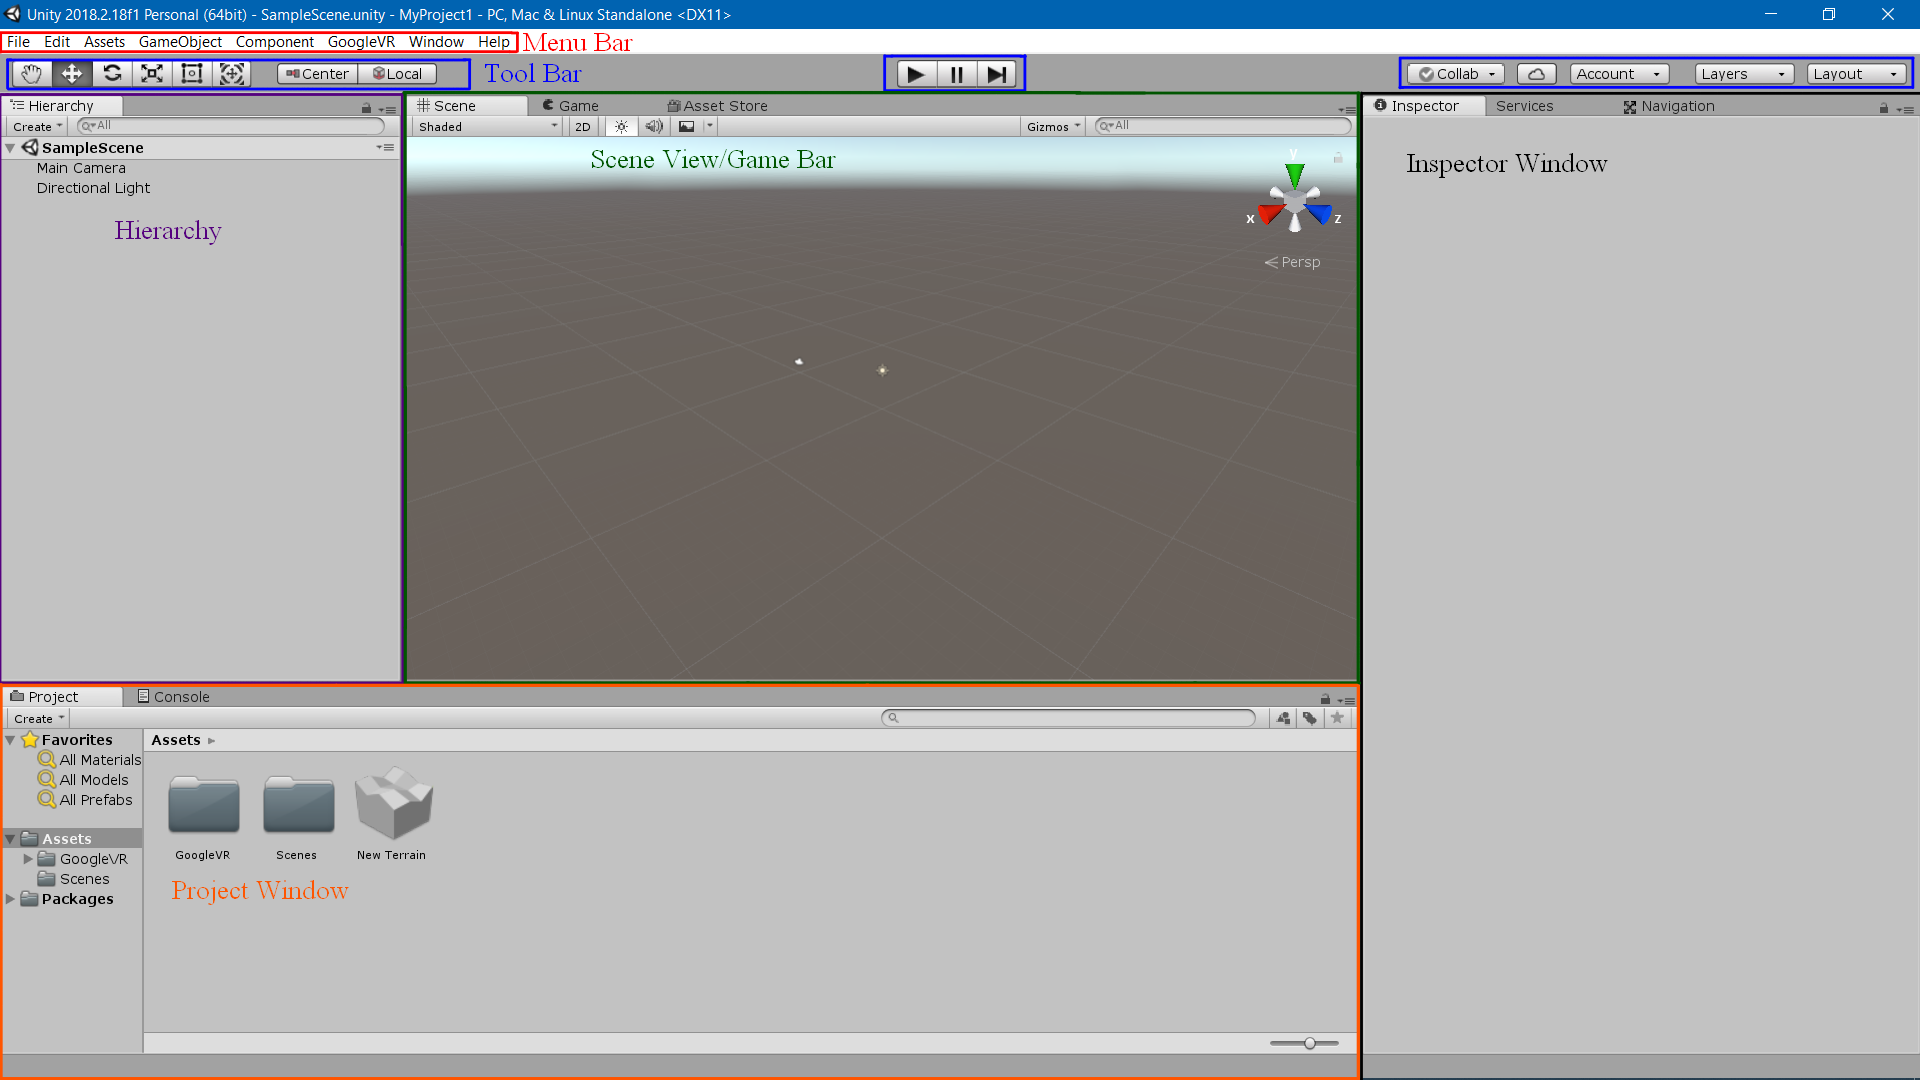 Unity 2018.2.18f1 Personal (64bit) - SampleScene.unity - MyProject1 - PC, Mac & Linux Standalone <DX11>
File Edit Assets GameObject Component GoogleVR Window Help Menu Bar
Center Local Tool Bar Collab Account Layers Layout
Hierarchy Scene Game Asset Store Inspector Services Navigation
Create All Shaded 2D Gizmos All
SampleScene
Main Camera
Directional Light
Hierarchy
Scene View/Game Bar
y
x z
Persp
Inspector Window
Project Console
Create
Favorites Assets
All Materials
All Models
All Prefabs
Assets
GoogleVR
Scenes
Packages
GoogleVR Scenes New Terrain
Project Window